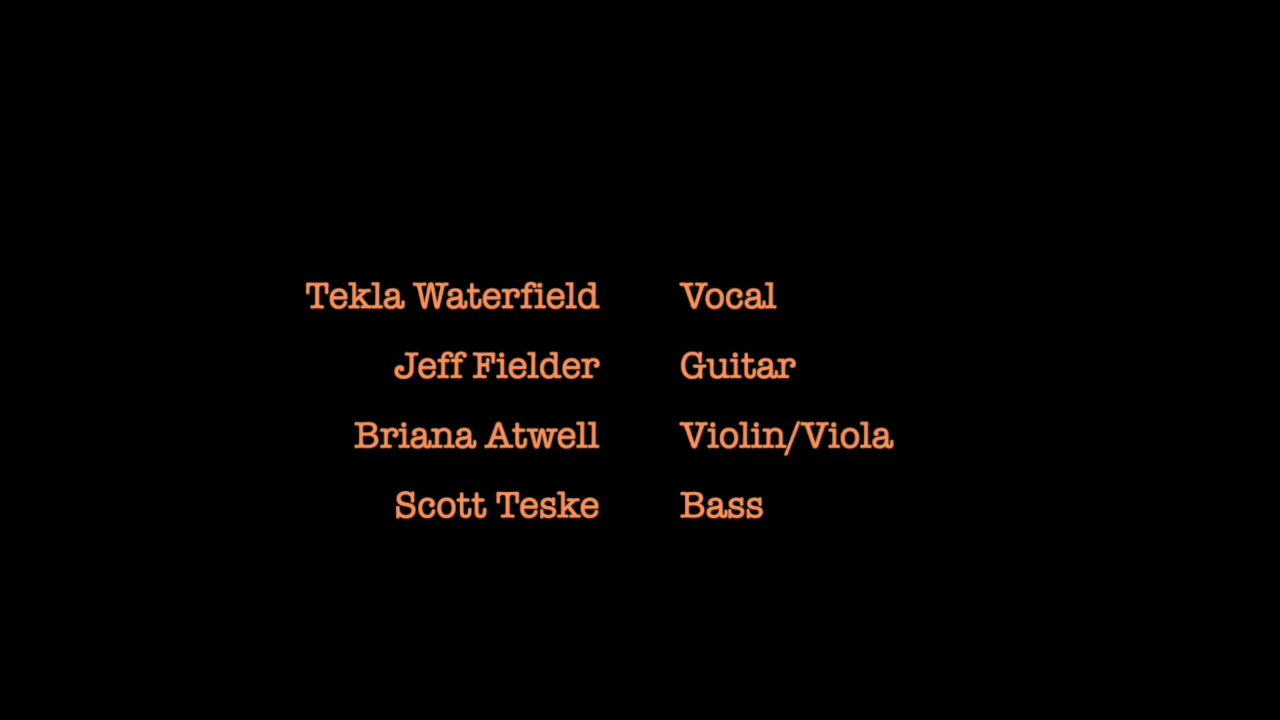 Tekla Waterfield Vocal
Jeff Fielder Guitar
Briana Atwell Violin/Viola
Scott Teske Bass